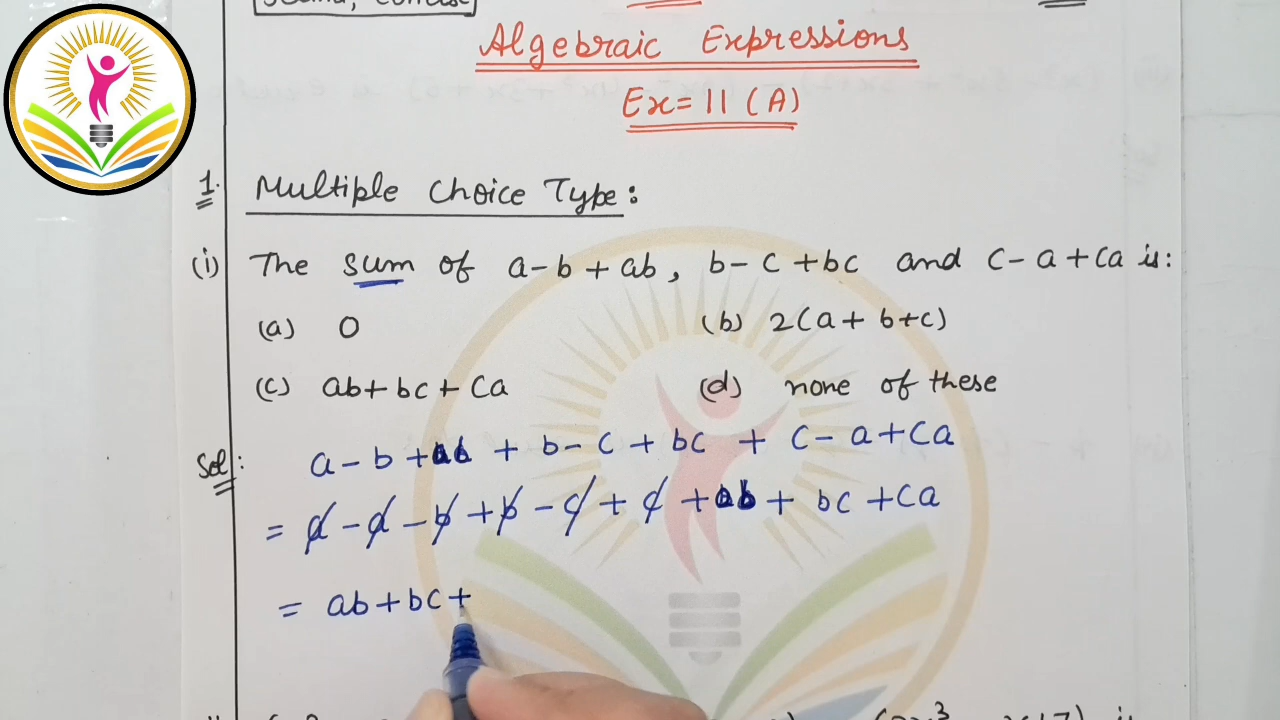 Algebraic Expressions
Ex = 11 (A)
1. Multiple Choice Type:
(i) The sum of a-b+ab, b-c+bc and c-a+ca is:
(a) 0 (b) 2(a+b+c)
(c) ab+bc+ca (d) none of these
Sol: a-b+ab + b-c+bc + c-a+ca
= a-a-b+b-c+c+ab+bc+ca
= ab+bc+